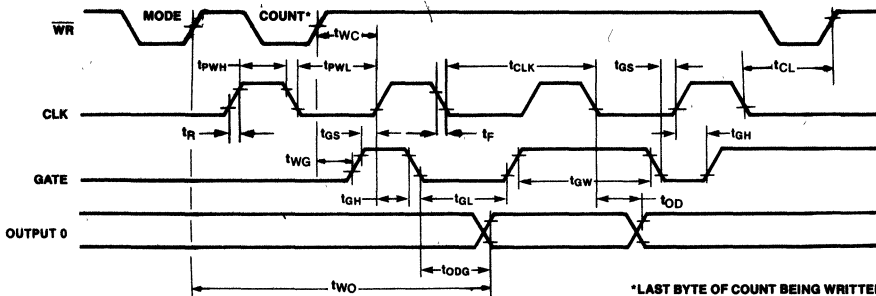 WR MODE COUNT*
tWC
tPWH tPWL tCLK tGS tCL
CLK
tR tGS tF tGH
tWG
GATE
tGH tGL tGW tOD
OUTPUT 0
tODG
tWO
*LAST BYTE OF COUNT BEING WRITTEN